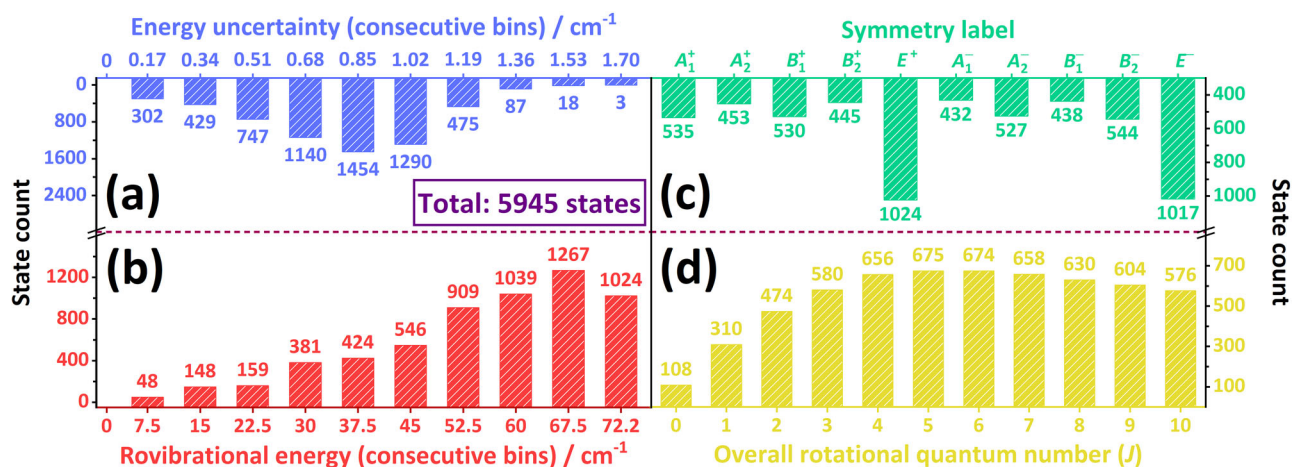 Energy uncertainty (consecutive bins) / cm⁻¹
0 0.17 0.34 0.51 0.68 0.85 1.02 1.19 1.36 1.53 1.70
0
800
1600
2400
302 429 747 1140 1454 1290 475 87 18 3
(a)
Total: 5945 states
State count
Symmetry label
A₁⁺ A₂⁺ B₁⁺ B₂⁺ E⁺ A₁⁻ A₂⁻ B₁⁻ B₂⁻ E⁻
535 453 530 445 1024 432 527 438 544 1017
400
600
800
1000
(c)
State count
(b)
1200
800
400
0
48 148 159 381 424 546 909 1039 1267 1024
0 7.5 15 22.5 30 37.5 45 52.5 60 67.5 72.2
Rovibrational energy (consecutive bins) / cm⁻¹
(d)
108 310 474 580 656 675 674 658 630 604 576
700
500
300
100
0 1 2 3 4 5 6 7 8 9 10
Overall rotational quantum number (J)